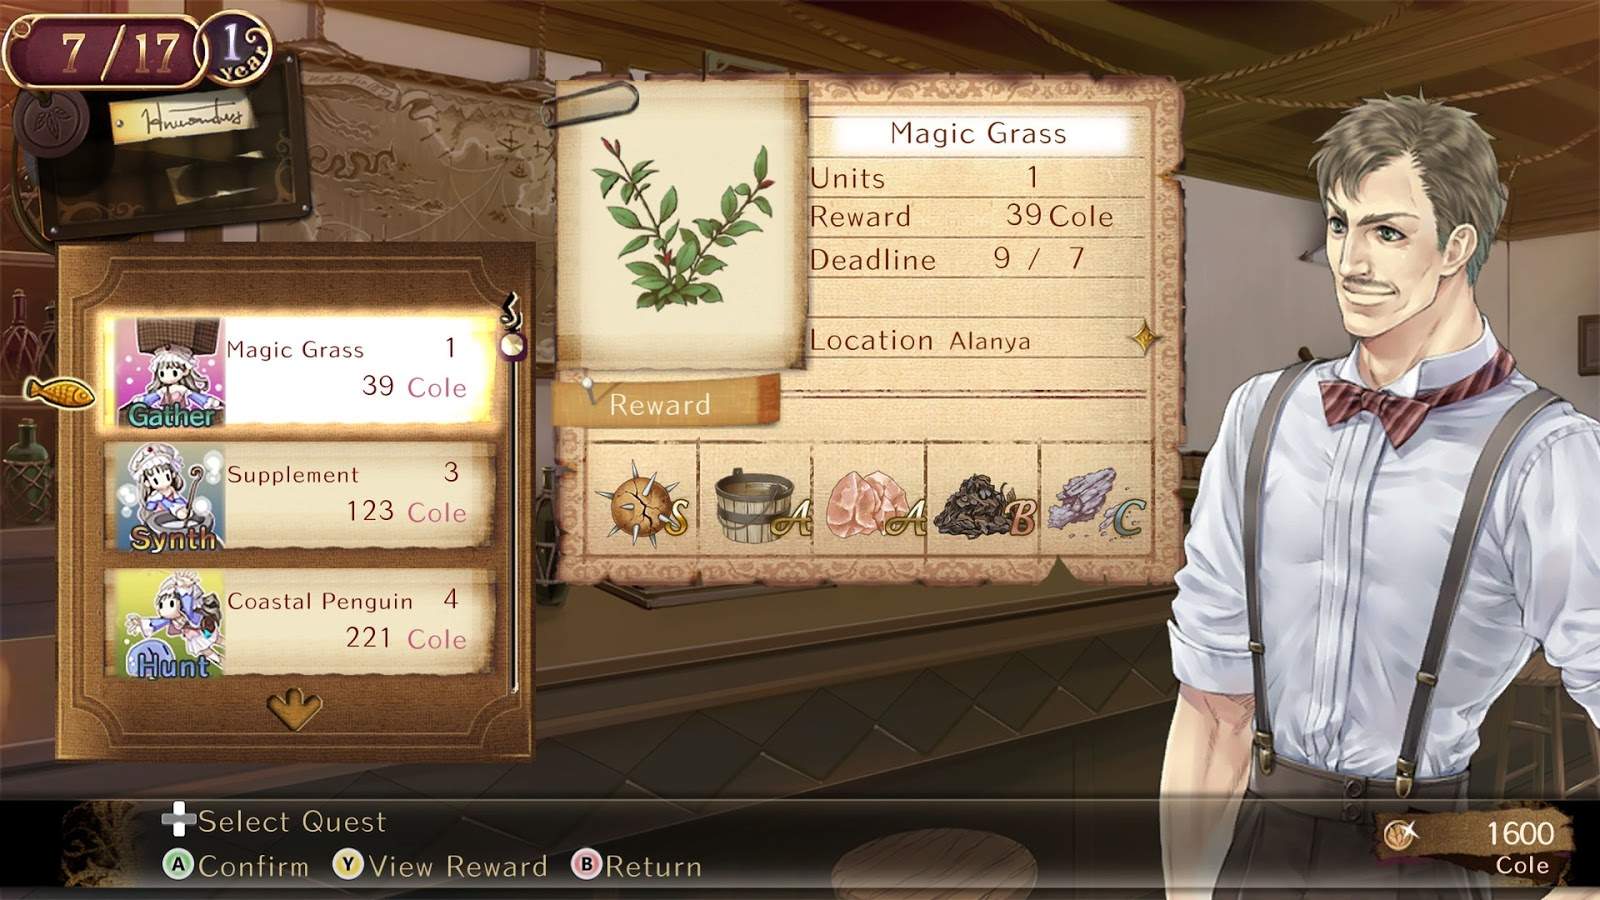 7/17 1 Year
Magic Grass 1
39 Cole
Gather
Supplement 3
123 Cole
Synth
Coastal Penguin 4
221 Cole
Hunt
Magic Grass
Units 1
Reward 39 Cole
Deadline 9 / 7
Location Alanya
Reward
S A A B C
Select Quest
A Confirm Y View Reward B Return
1600
Cole